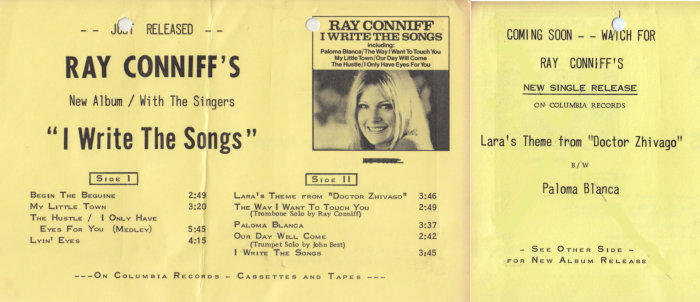 - - JUST RELEASED - -
RAY CONNIFF'S
New Album / With The Singers
"I Write The Songs"
RAY CONNIFF
I WRITE THE SONGS
including:
Paloma Blanca/The Way I Want To Touch You
My Little Town/Our Day Will Come
The Hustle/I Only Have Eyes For You
SIDE I
BEGIN THE BEGUINE 2:49
MY LITTLE TOWN 3:20
THE HUSTLE / I ONLY HAVE
EYES FOR YOU (MEDLEY) 5:45
LYIN' EYES 4:15
SIDE II
LARA'S THEME FROM "DOCTOR ZHIVAGO" 3:46
THE WAY I WANT TO TOUCH YOU 2:49
(Trombone Solo by Ray Conniff)
PALOMA BLANCA 3:37
OUR DAY WILL COME 2:42
(Trumpet Solo by John Best)
I WRITE THE SONGS 3:45
---ON COLUMBIA RECORDS - CASSETTES AND TAPES ---
COMING SOON - - WATCH FOR
RAY CONNIFF'S
NEW SINGLE RELEASE
ON COLUMBIA RECORDS
Lara's Theme from "Doctor Zhivago"
B/W
Paloma Blanca
- SEE OTHER SIDE -
FOR NEW ALBUM RELEASE